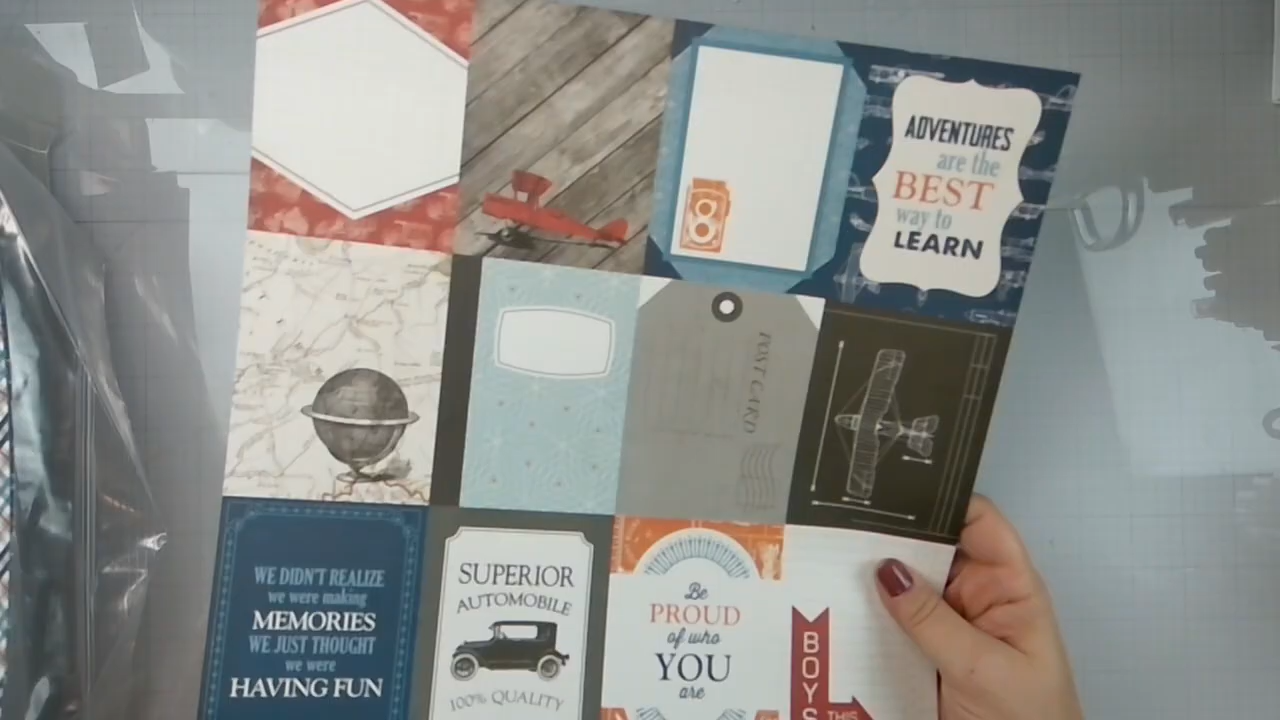 ADVENTURES
are the
BEST
way to
LEARN
POST CARD
WE DIDN'T REALIZE
we were making
MEMORIES
WE JUST THOUGHT
we were
HAVING FUN
SUPERIOR
AUTOMOBILE
100% QUALITY
Be
PROUD
of who
YOU
are
BOYS
THIS